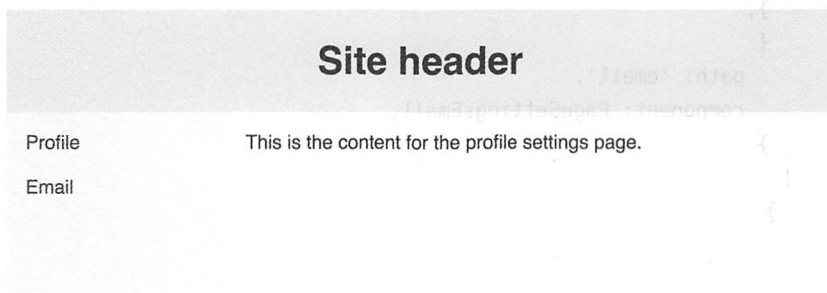 Site header
Profile
This is the content for the profile settings page.
Email